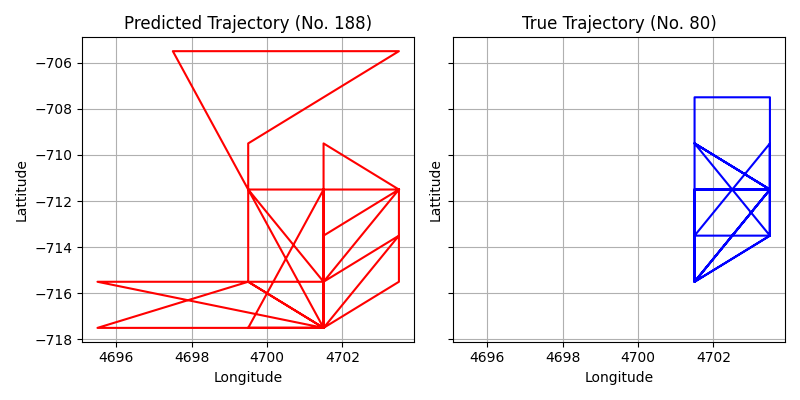 Predicted Trajectory (No. 188)
True Trajectory (No. 80)
−706
−708
−710
−712
−714
−716
−718
Lattitude
Lattitude
4696
4698
4700
4702
4696
4698
4700
4702
Longitude
Longitude